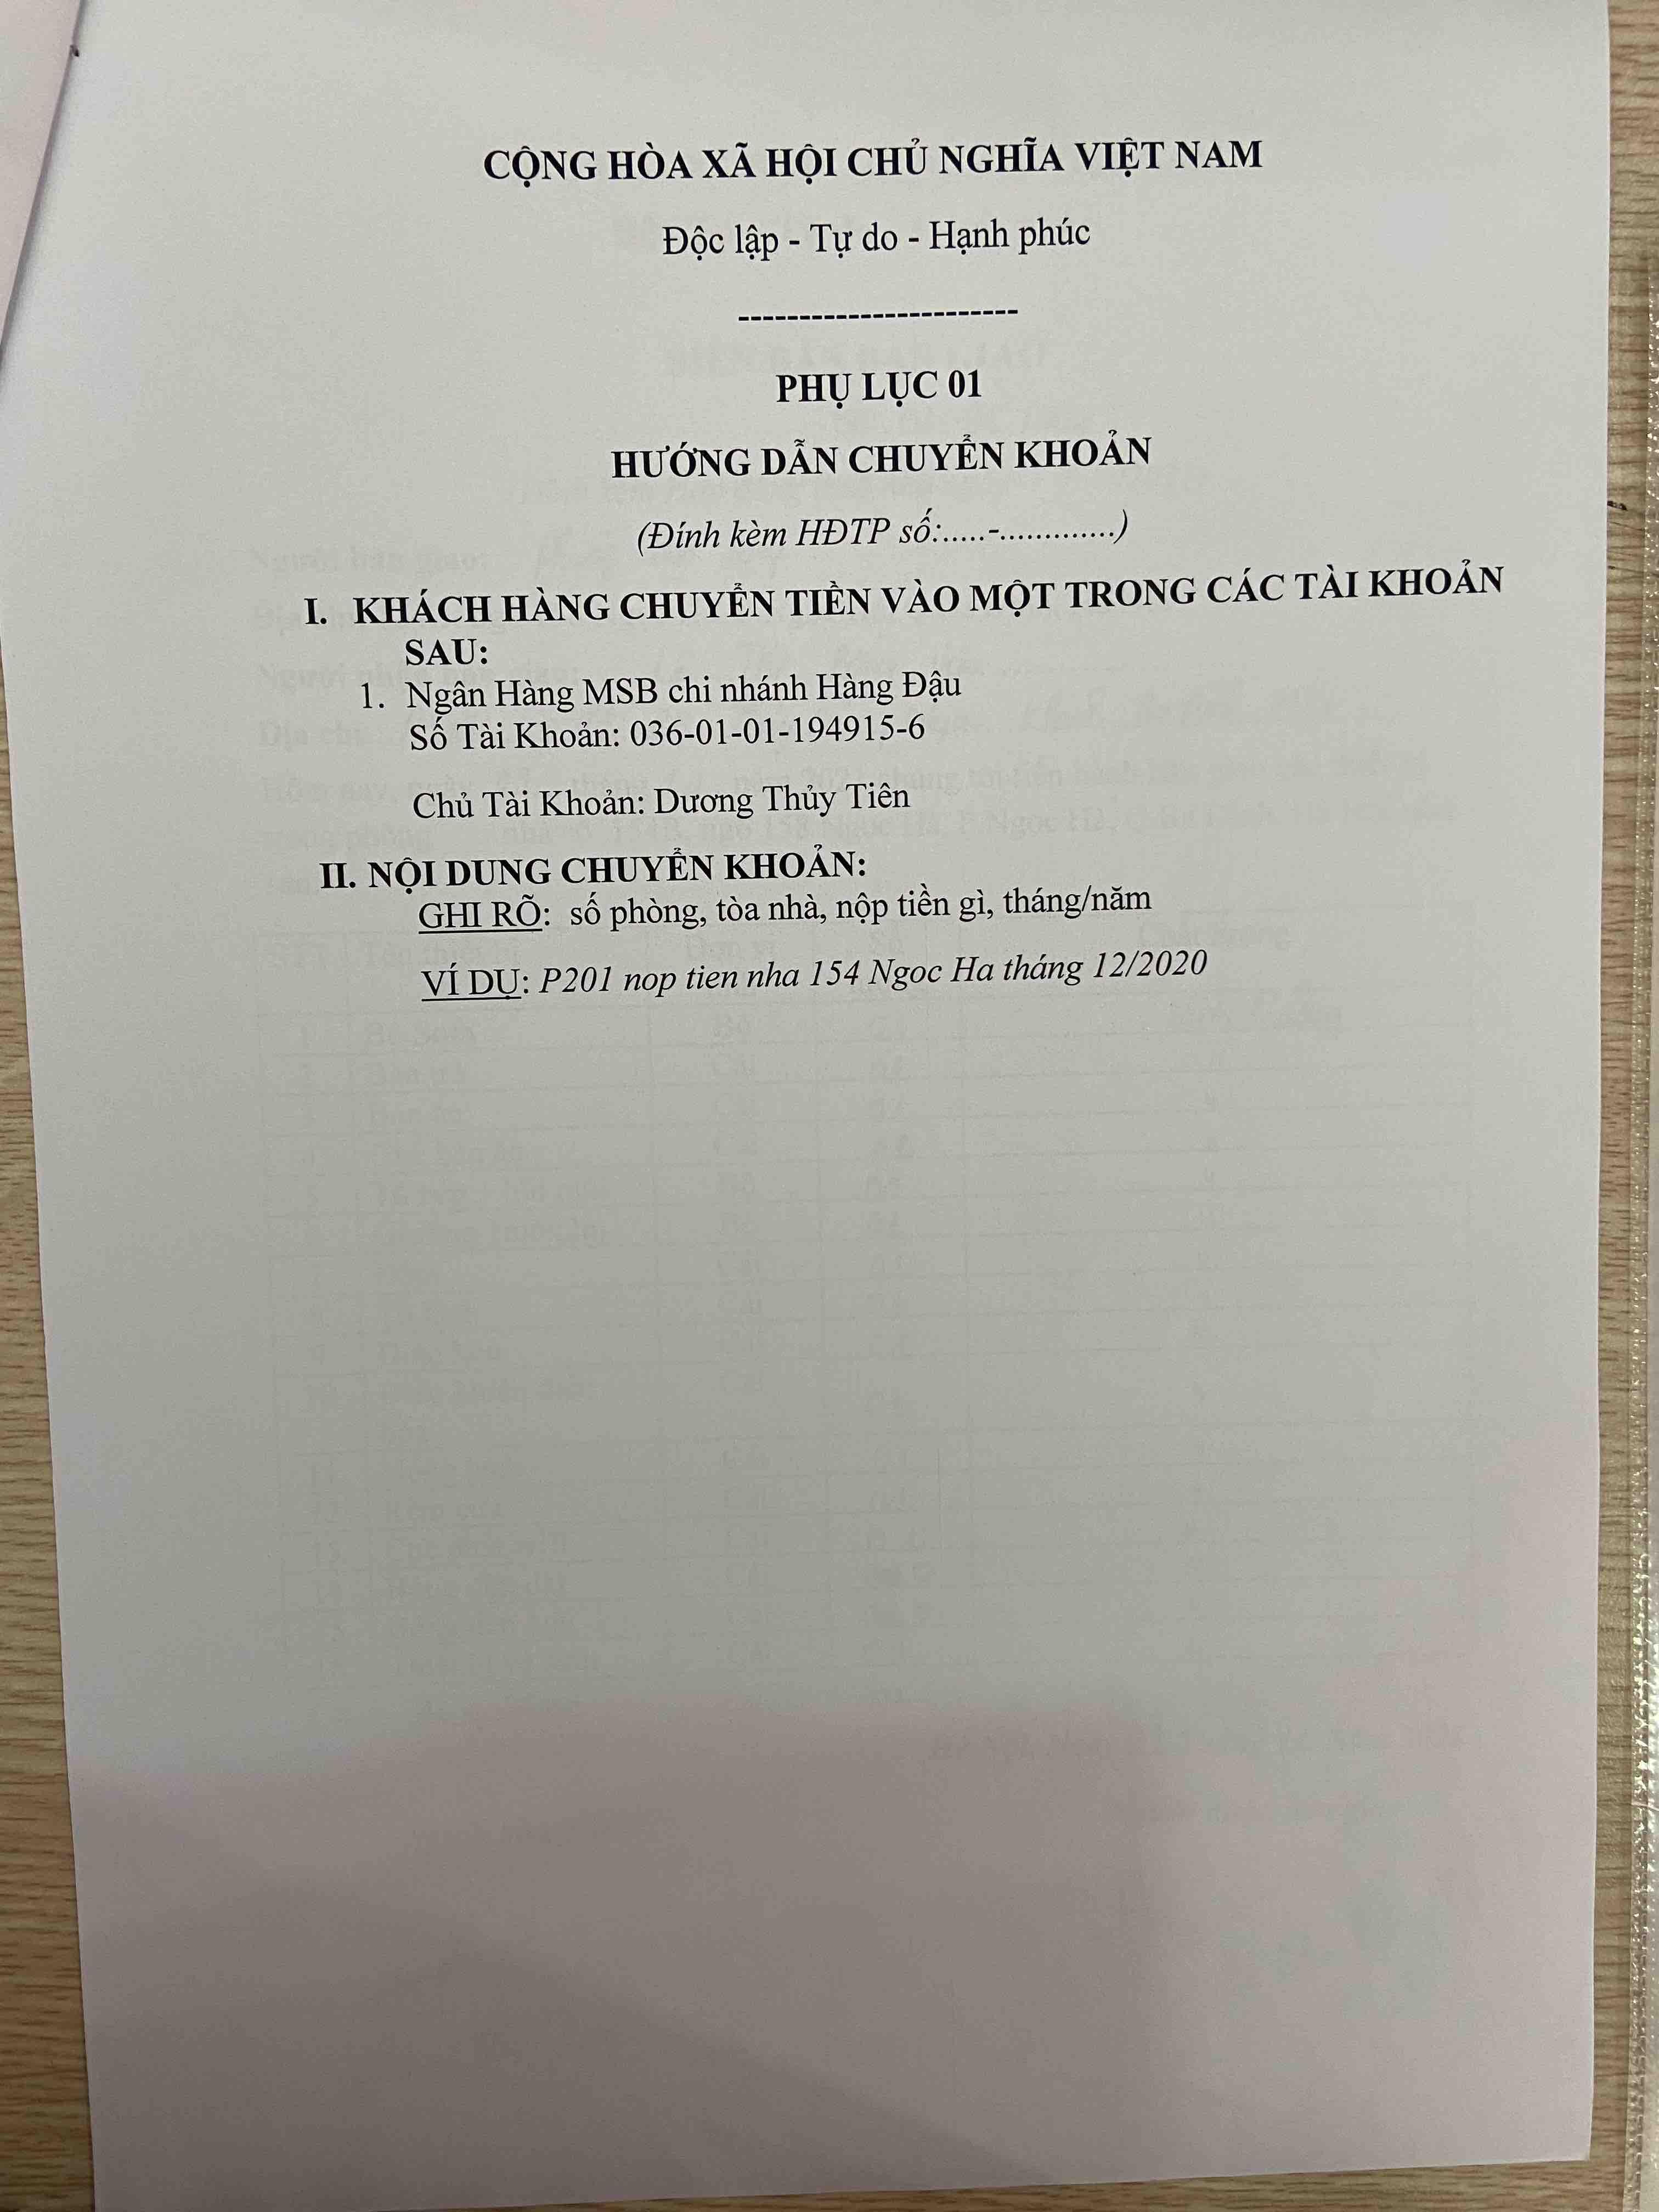 CỘNG HÒA XÃ HỘI CHỦ NGHĨA VIỆT NAM
Độc lập - Tự do - Hạnh phúc
-----------------------
PHỤ LỤC 01
HƯỚNG DẪN CHUYỂN KHOẢN
(Đính kèm HĐTP số:.....-.............)
I. KHÁCH HÀNG CHUYỂN TIỀN VÀO MỘT TRONG CÁC TÀI KHOẢN
SAU:
1. Ngân Hàng MSB chi nhánh Hàng Đậu
Số Tài Khoản: 036-01-01-194915-6
Chủ Tài Khoản: Dương Thủy Tiên
II. NỘI DUNG CHUYỂN KHOẢN:
GHI RÕ: số phòng, tòa nhà, nộp tiền gì, tháng/năm
VÍ DỤ: P201 nop tien nha 154 Ngoc Ha tháng 12/2020